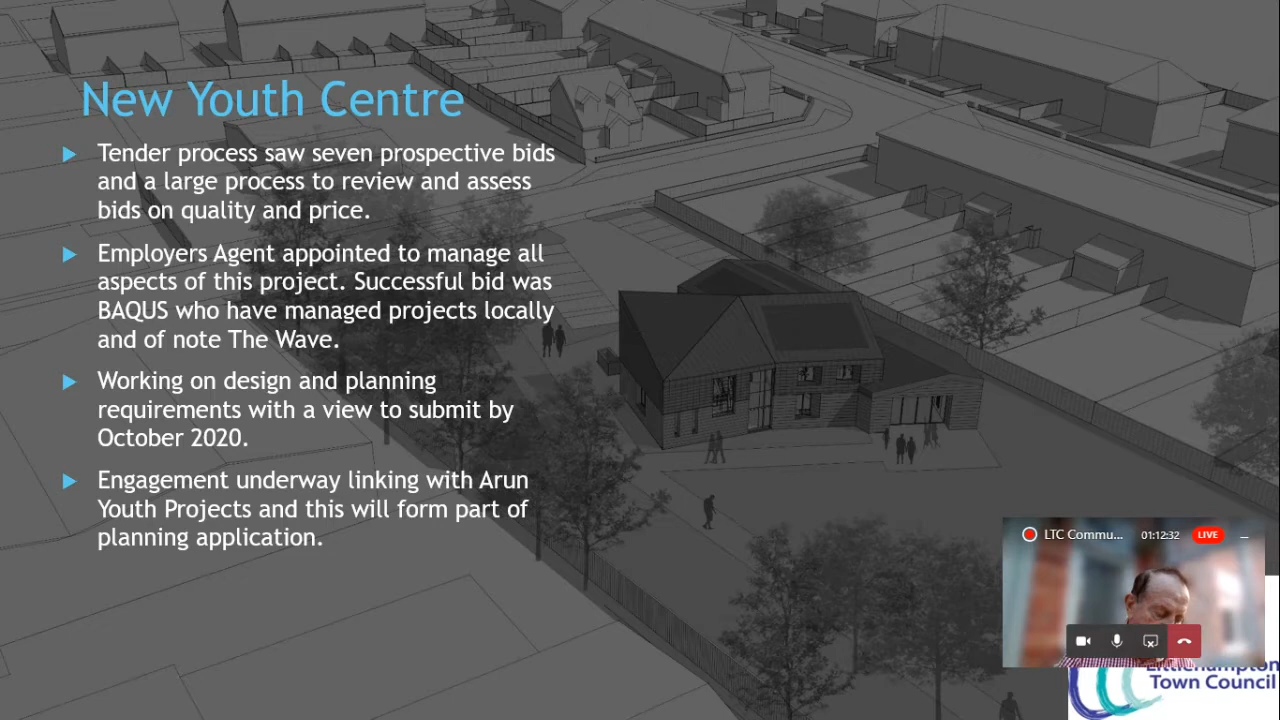 New Youth Centre
Tender process saw seven prospective bids
and a large process to review and assess
bids on quality and price.
Employers Agent appointed to manage all
aspects of this project. Successful bid was
BAQUS who have managed projects locally
and of note The Wave.
Working on design and planning
requirements with a view to submit by
October 2020.
Engagement underway linking with Arun
Youth Projects and this will form part of
planning application.
LTC Commu... 01:12:32 LIVE
Littlehampton
Town Council